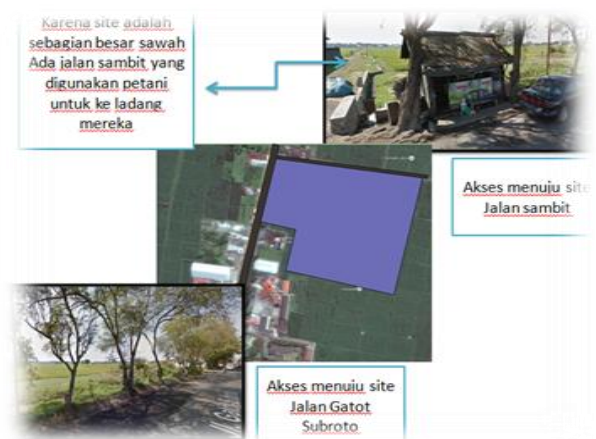 Karena site adalah
sebagian besar sawah
Ada jalan sambit yang
digunakan petani
untuk ke ladang
mereka
Akses menuju site
Jalan sambit
Akses menuju site
Jalan Gatot
Subroto